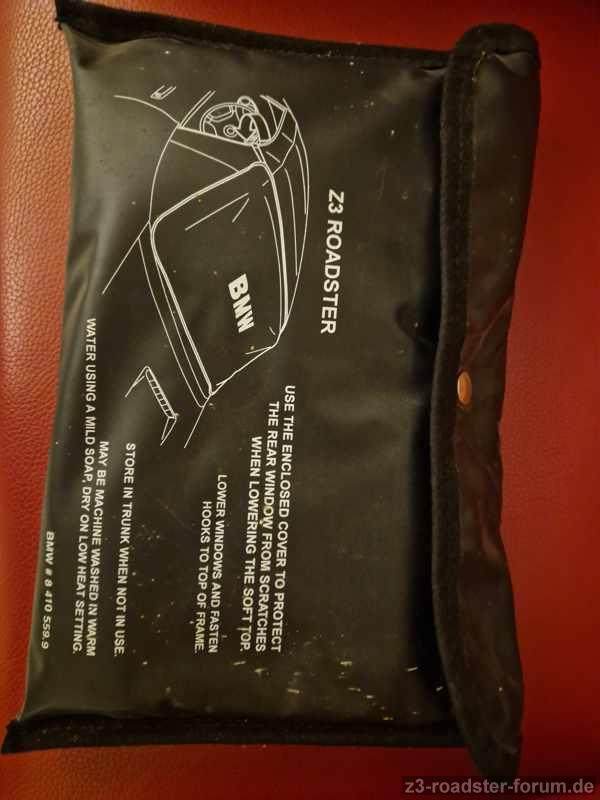 Z3 ROADSTER
BMW
USE THE ENCLOSED COVER TO PROTECT
THE REAR WINDOW FROM SCRATCHES
WHEN LOWERING THE SOFT TOP.
LOWER WINDOWS AND FASTEN
HOOKS TO TOP OF FRAME.
STORE IN TRUNK WHEN NOT IN USE.
MAY BE MACHINE WASHED IN WARM
WATER USING A MILD SOAP, DRY ON LOW HEAT SETTING.
BMW # 8 410 559.9
z3-roadster-forum.de